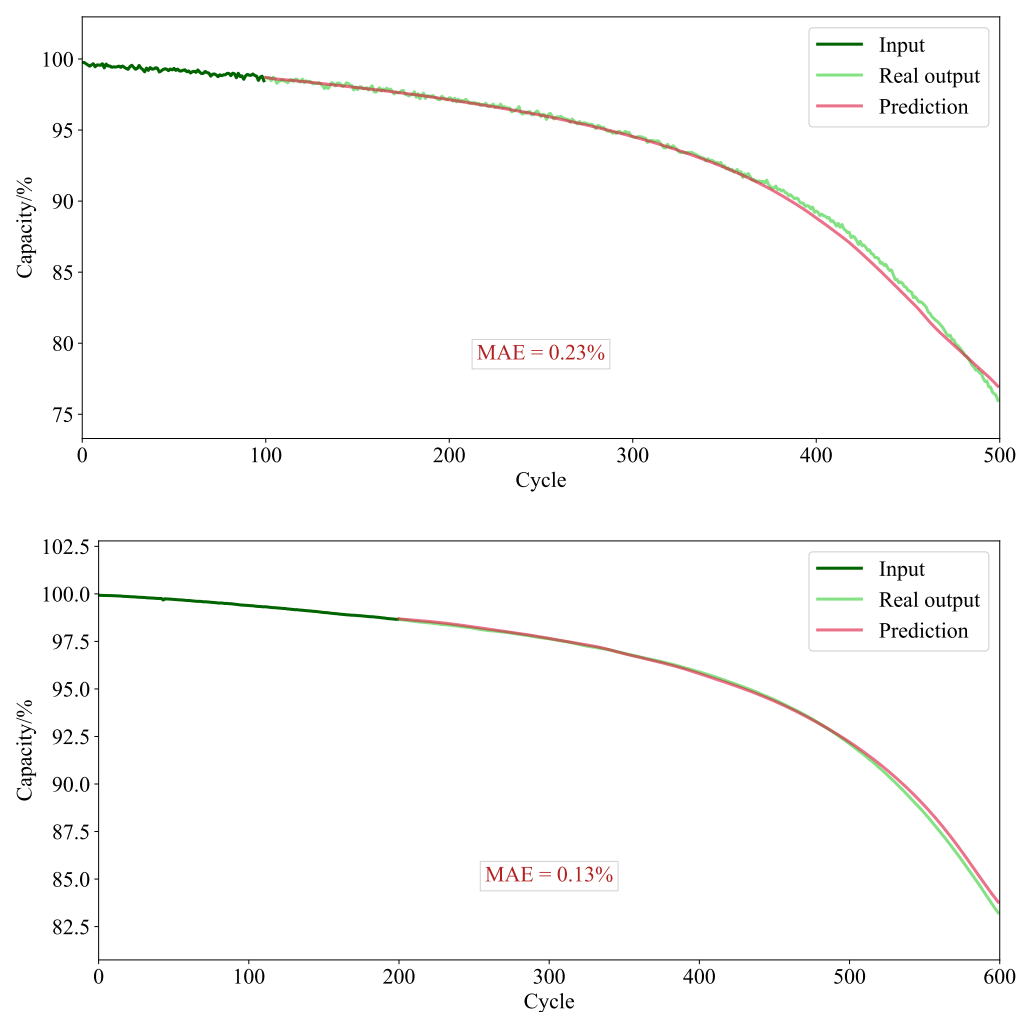 100
95
90
85
80
75
Capacity/%
Input
Real output
Prediction
MAE = 0.23%
0 100 200 300 400 500
Cycle
102.5
100.0
97.5
95.0
92.5
90.0
87.5
85.0
82.5
Capacity/%
Input
Real output
Prediction
MAE = 0.13%
0 100 200 300 400 500 600
Cycle